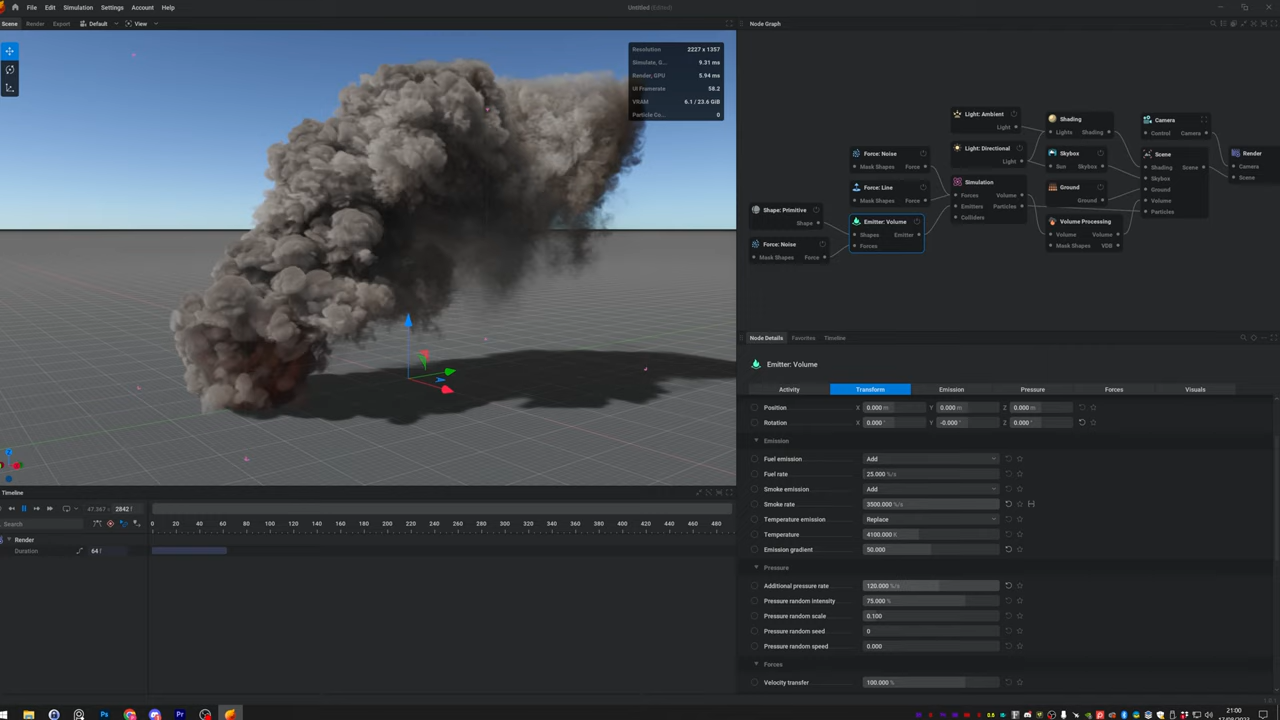 File Edit Simulation Settings Account Help
Untitled (Edited)
Scene Render Export Default View
Resolution 2227 x 1357
Simulate, G... 9.31 ms
Render, GPU 5.94 ms
UI Framerate 58.2
VRAM 6.1 / 23.6 GiB
Particle Co... 0
Node Graph
Light: Ambient
Light
Light: Directional
Light
Force: Noise
Mask Shapes Force
Force: Line
Mask Shapes Force
Shape: Primitive
Shape
Force: Noise
Mask Shapes Force
Emitter: Volume
Shapes Emitter
Forces
Simulation
Forces Volume
Emitters Particles
Colliders
Shading
Lights Shading
Skybox
Sun Skybox
Ground
Ground
Volume Processing
Volume Volume
Mask Shapes VDB
Camera
Control Camera
Scene
Shading Scene
Skybox
Ground
Volume
Particles
Render
Camera
Scene
Node Details Favorites Timeline
Emitter: Volume
Activity Transform Emission Pressure Forces Visuals
Position X 0.000 m Y 0.000 m Z 0.000 m
Rotation X 0.000 ° Y -0.000 ° Z 0.000 °
Emission
Fuel emission Add
Fuel rate 25.000 %/s
Smoke emission Add
Smoke rate 3500.000 %/s
Temperature emission Replace
Temperature 4100.000 K
Emission gradient 50.000
Pressure
Additional pressure rate 120.000 %/s
Pressure random intensity 75.000 %
Pressure random scale 0.100
Pressure random seed 0
Pressure random speed 0.000
Forces
Velocity transfer 100.000 %
Timeline
47.367 2842 f
Search
0 20 40 60 80 100 120 140 160 180 200 220 240 260 280 300 320 340 360 380 400 420 440 460 480
Render
Duration 64 f
21:00
17/09/2023